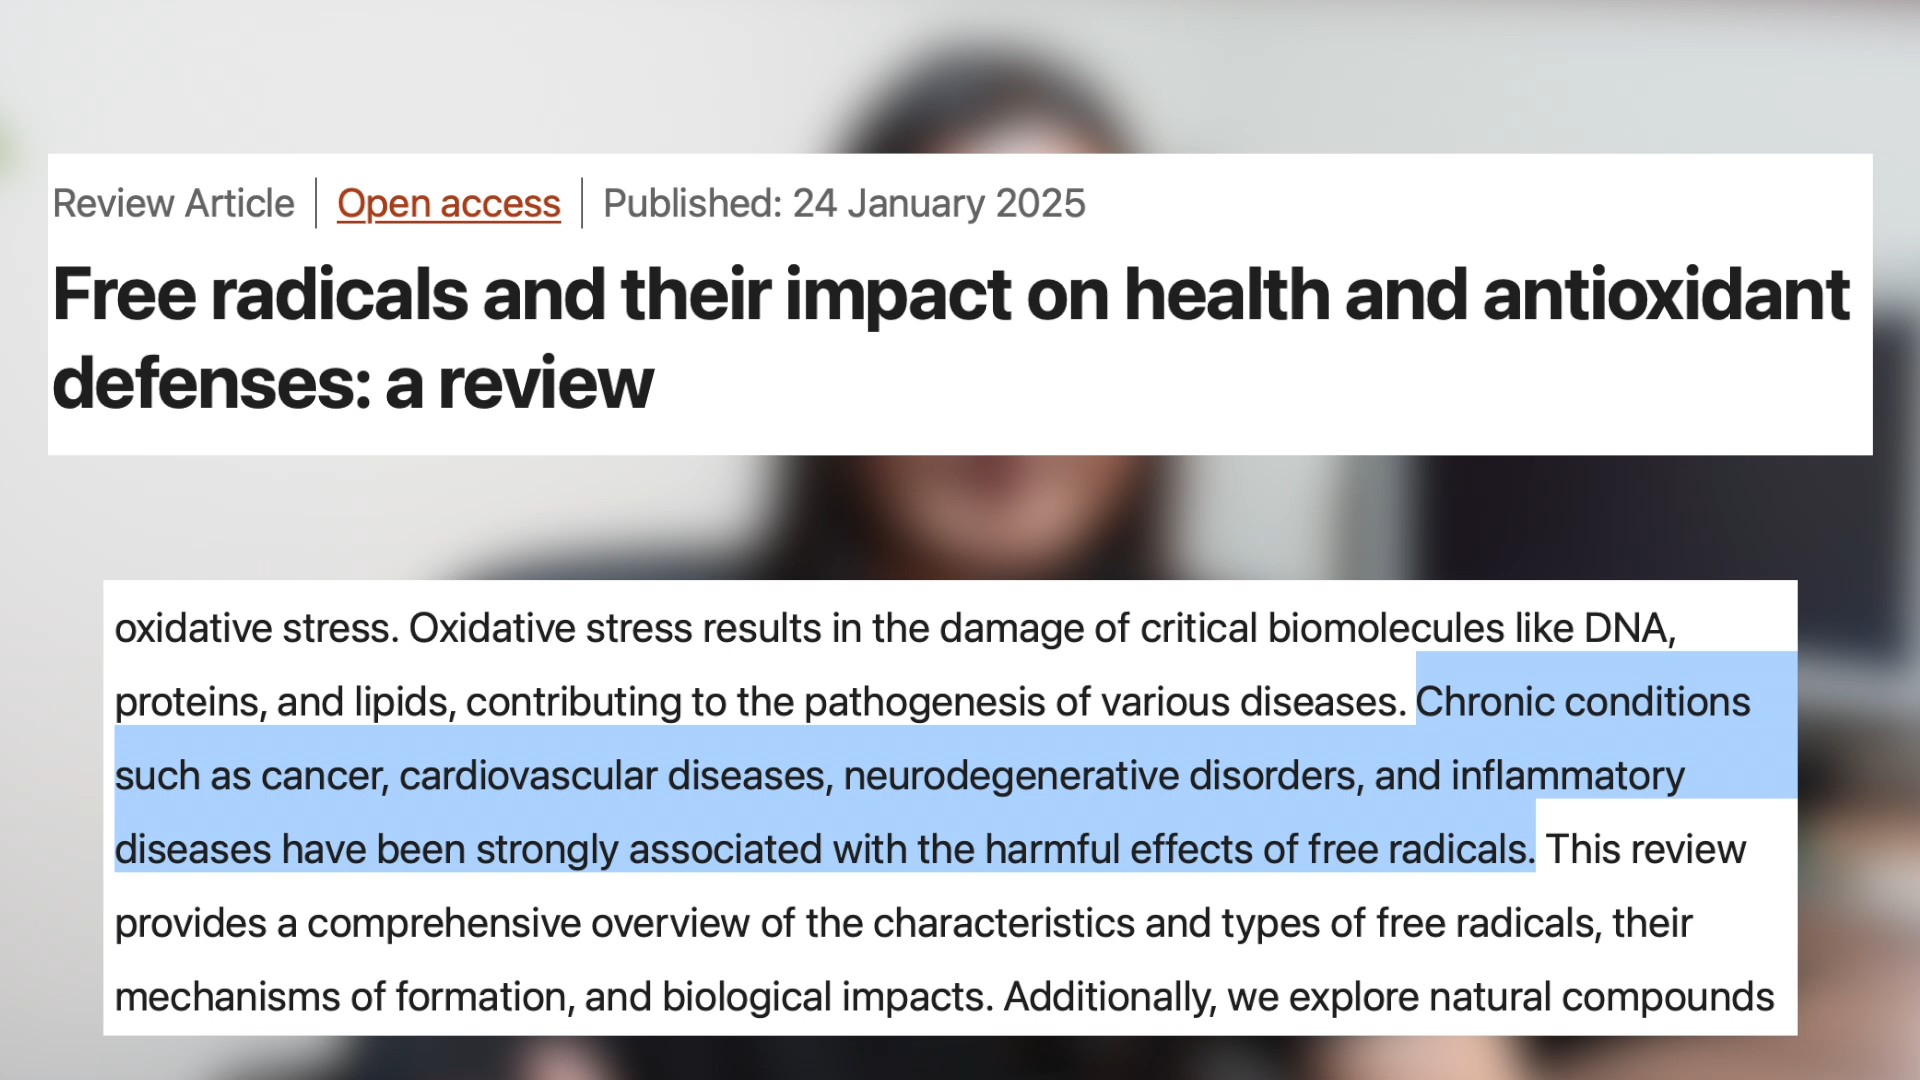 Review Article | Open access | Published: 24 January 2025
Free radicals and their impact on health and antioxidant
defenses: a review
oxidative stress. Oxidative stress results in the damage of critical biomolecules like DNA,
proteins, and lipids, contributing to the pathogenesis of various diseases. Chronic conditions
such as cancer, cardiovascular diseases, neurodegenerative disorders, and inflammatory
diseases have been strongly associated with the harmful effects of free radicals. This review
provides a comprehensive overview of the characteristics and types of free radicals, their
mechanisms of formation, and biological impacts. Additionally, we explore natural compounds